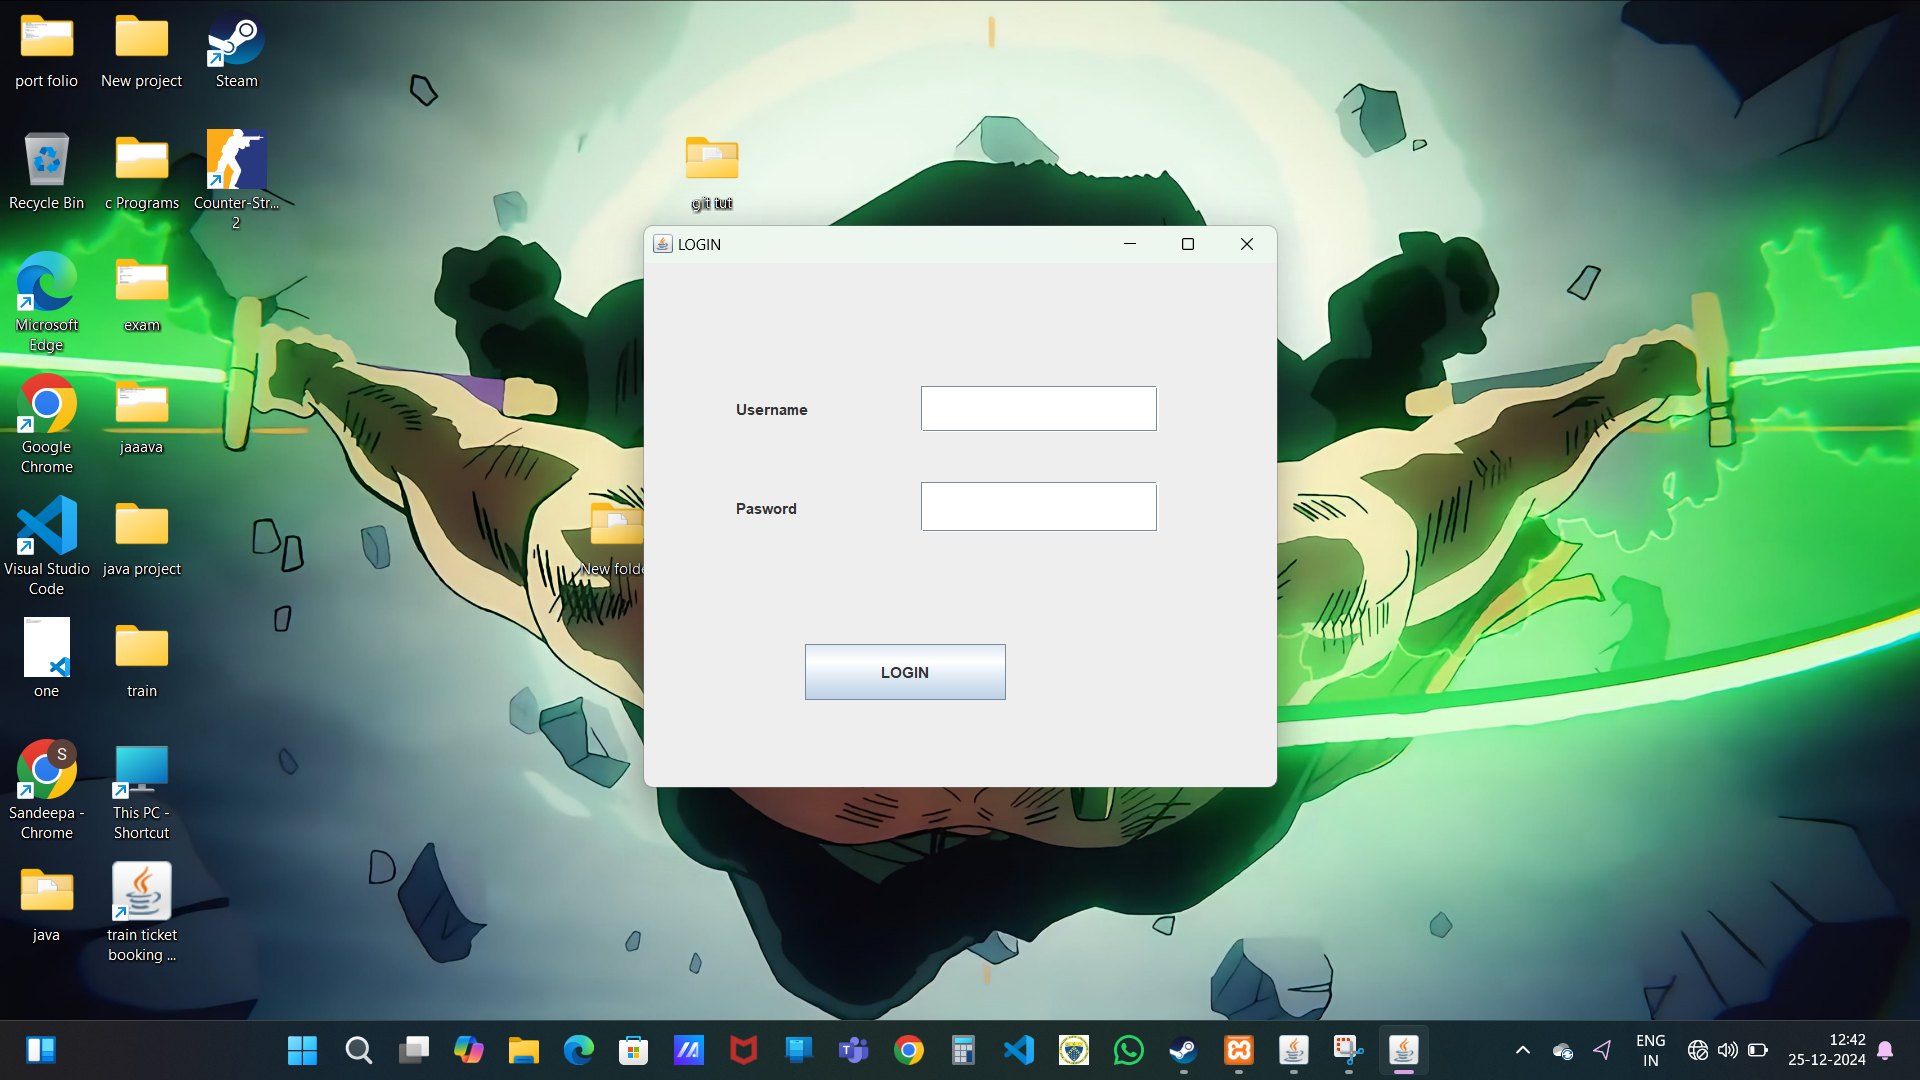 port folio
New project
Steam
Recycle Bin
c Programs
Counter-Str...
2
git tut
LOGIN
Microsoft
Edge
exam
Username
Google
Chrome
jaaava
Pasword
Visual Studio
Code
java project
New folde
one
train
LOGIN
S
Sandeepa -
Chrome
This PC -
Shortcut
java
train ticket
booking ...
ENG
IN
12:42
25-12-2024